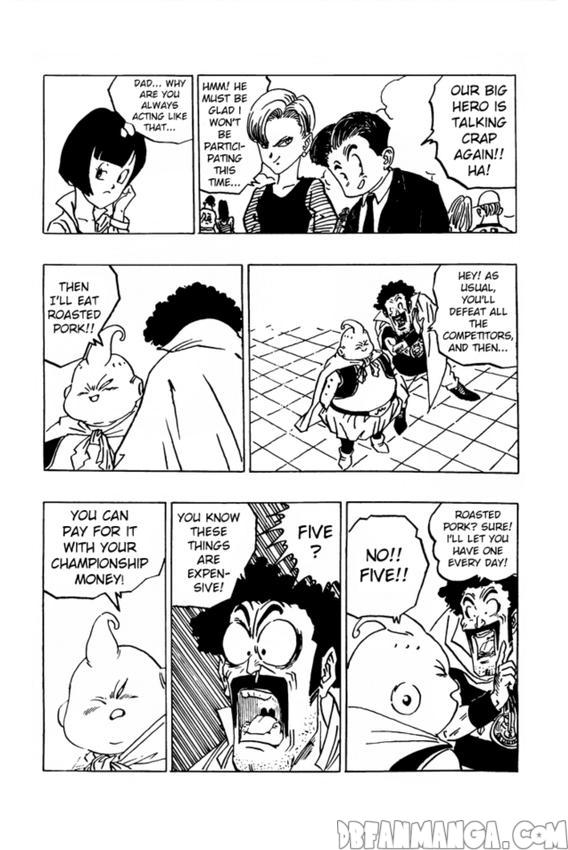 OUR BIG
HERO IS
TALKING
CRAP
AGAIN!!
HA!
HMM! HE
MUST BE
GLAD I
WON'T
BE
PARTICI-
PATING
THIS
TIME...
DAD... WHY
ARE YOU
ALWAYS
ACTING LIKE
THAT...
HEY! AS
USUAL,
YOU'LL
DEFEAT ALL
THE
COMPETITORS,
AND THEN...
THEN
I'LL EAT
ROASTED
PORK!!
ROASTED
PORK? SURE!
I'LL LET YOU
HAVE ONE
EVERY DAY!
NO!!
FIVE!!
FIVE
?
YOU KNOW
THESE
THINGS
ARE
EXPEN-
SIVE!
YOU CAN
PAY FOR IT
WITH YOUR
CHAMPIONSHIP
MONEY!
DBFANMANGA.COM